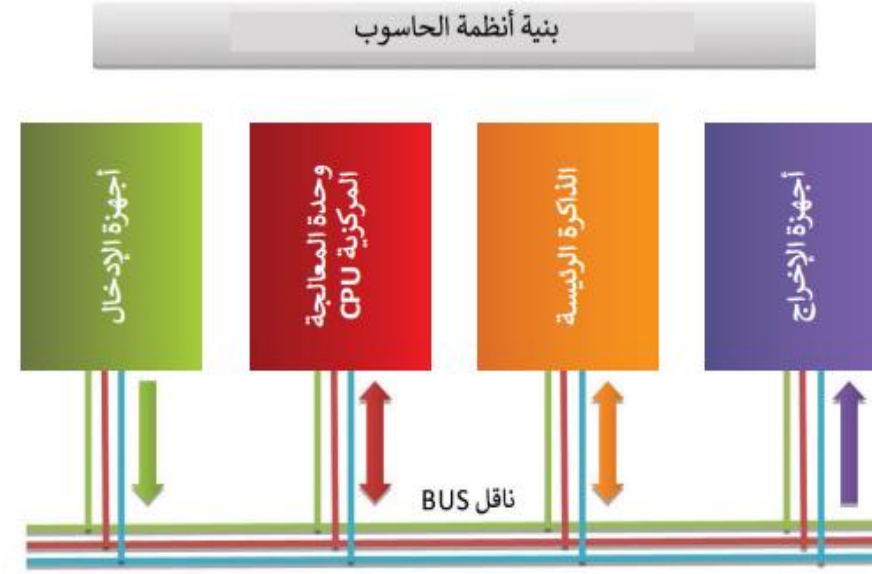 بنية أنظمة الحاسوب
أجهزة الإدخال
وحدة المعالجة
المركزية CPU
الذاكرة الرئيسة
أجهزة الإخراج
ناقل BUS